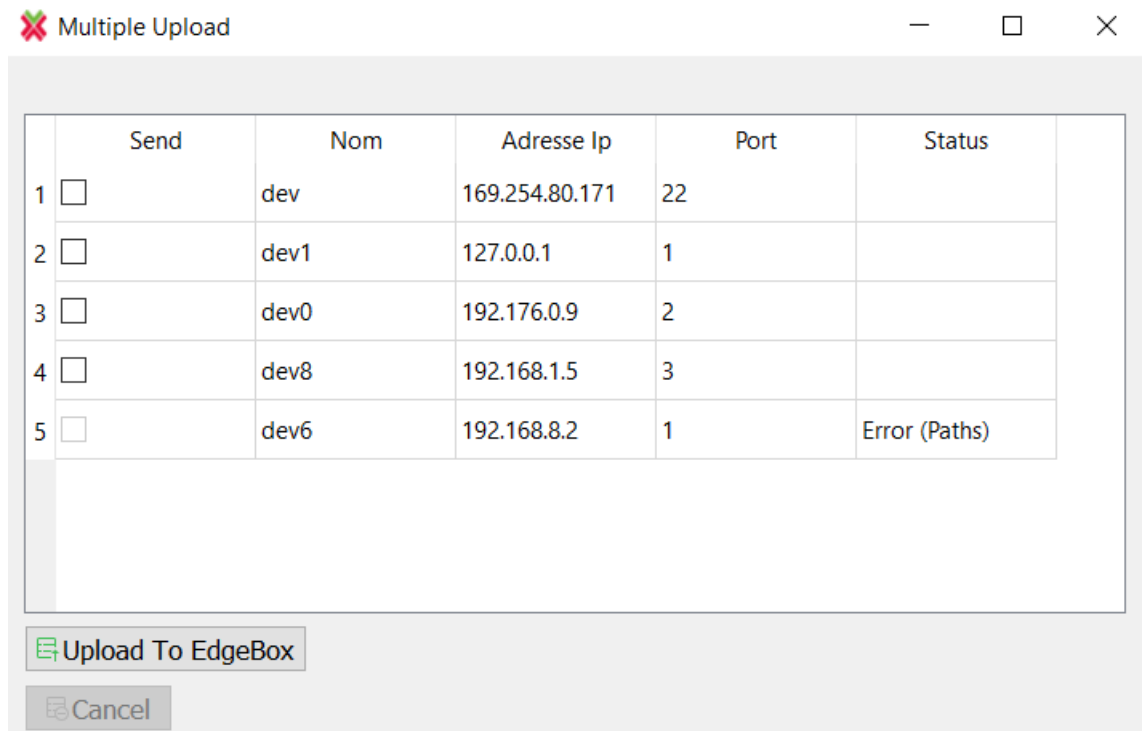 Multiple Upload
Send Nom Adresse Ip Port Status
1 dev 169.254.80.171 22
2 dev1 127.0.0.1 1
3 dev0 192.176.0.9 2
4 dev8 192.168.1.5 3
5 dev6 192.168.8.2 1 Error (Paths)
Upload To EdgeBox
Cancel